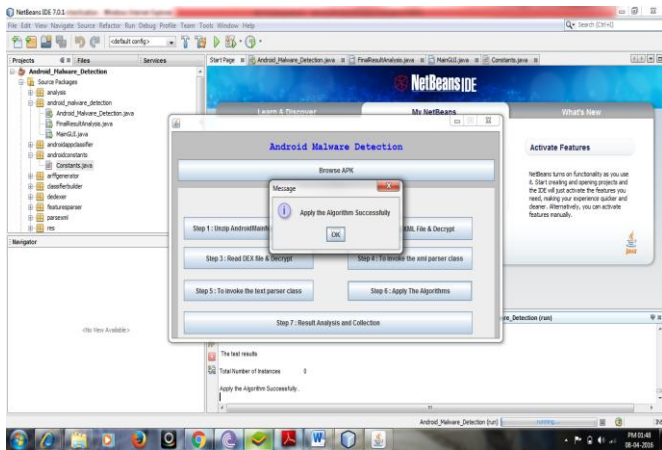 NetBeans IDE 7.0.1
File Edit View Navigate Source Refactor Run Debug Profile Team Tools Window Help
Search (Ctrl+I)
<default config>
Projects Files Services
Start Page Android_Malware_Detection.java FinalResultAnalysis.java MainGUI.java Constants.java
Android_Malware_Detection
Source Packages
analysis
android_malware_detection
Android_Malware_Detection.java
FinalResultAnalysis.java
MainGUI.java
androidappclassifier
androidconstants
Constants.java
arffgenerator
classifierbuilder
dedexer
featuresparser
parsexml
res
Navigator
<No View Available>
NetBeans IDE
Learn & Discover My NetBeans What's New
Activate Features
NetBeans turns on functionality as you use
it. Start creating and opening projects and
the IDE will just activate the features you
need, making your experience quicker and
cleaner. Alternatively, you can activate
features manually.
Java
Android Malware Detection
Browse APK
Message
Apply the Algorithm Successfully
OK
Step 1 : Unzip
XML File & Decrypt
Step 3 : Read DEX file & Decrypt
Step 4 : To invoke the xml parser class
Step 5 : To invoke the text parser class
Step 6 : Apply The Algorithms
Step 7 : Result Analysis and Collection
re_Detection (run)
The test results
Total Number of Instances 0
Apply the Algorithm Successfully.
Android_Malware_Detection (run) running...
PM 01:48
08-04-2016